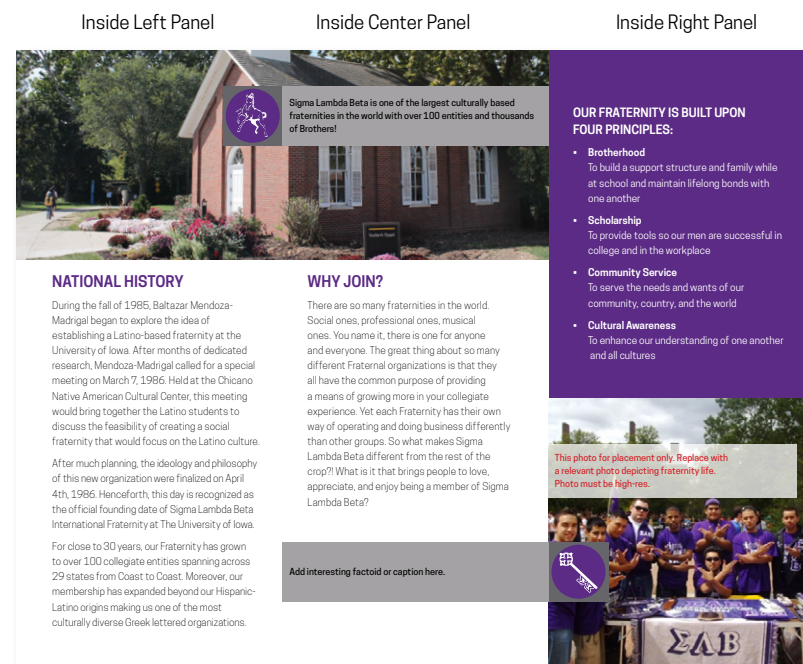 Inside Left Panel
Inside Center Panel
Inside Right Panel
Sigma Lambda Beta is one of the largest culturally based
fraternities in the world with over 100 entities and thousands
of Brothers!
NATIONAL HISTORY
During the fall of 1985, Baltazar Mendoza-
Madrigal began to explore the idea of
establishing a Latino-based fraternity at the
University of Iowa. After months of dedicated
research, Mendoza-Madrigal called for a special
meeting on March 7, 1986. Held at the Chicano
Native American Cultural Center, this meeting
would bring together the Latino students to
discuss the feasibility of creating a social
fraternity that would focus on the Latino culture.
After much planning, the ideology and philosophy
of this new organization were finalized on April
4th, 1986. Henceforth, this day is recognized as
the official founding date of Sigma Lambda Beta
International Fraternity at The University of Iowa.
For close to 30 years, our Fraternity has grown
to over 100 collegiate entities spanning across
29 states from Coast to Coast. Moreover, our
membership has expanded beyond our Hispanic-
Latino origins making us one of the most
culturally diverse Greek lettered organizations.
WHY JOIN?
There are so many fraternities in the world.
Social ones, professional ones, musical
ones. You name it, there is one for anyone
and everyone. The great thing about so many
different Fraternal organizations is that they
all have the common purpose of providing
a means of growing more in your collegiate
experience. Yet each Fraternity has their own
way of operating and doing business differently
than other groups. So what makes Sigma
Lambda Beta different from the rest of the
crop?! What is it that brings people to love,
appreciate, and enjoy being a member of Sigma
Lambda Beta?
Add interesting factoid or caption here.
OUR FRATERNITY IS BUILT UPON
FOUR PRINCIPLES:
• Brotherhood
To build a support structure and family while
at school and maintain lifelong bonds with
one another
• Scholarship
To provide tools so our men are successful in
college and in the workplace
• Community Service
To serve the needs and wants of our
community, country, and the world
• Cultural Awareness
To enhance our understanding of one another
and all cultures
This photo for placement only. Replace with
a relevant photo depicting fraternity life.
Photo must be high-res.
ΣΛΒ